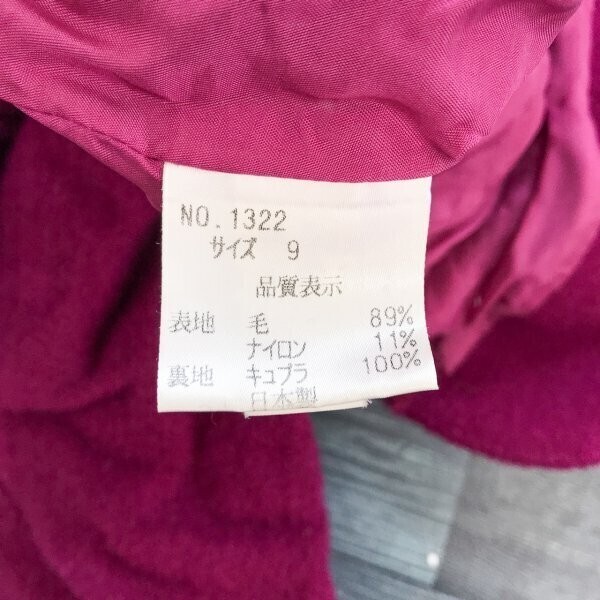 NO.1322
サイズ 9
品質表示
表地 毛 89%
ナイロン 11%
裏地 キュプラ 100%
日本製